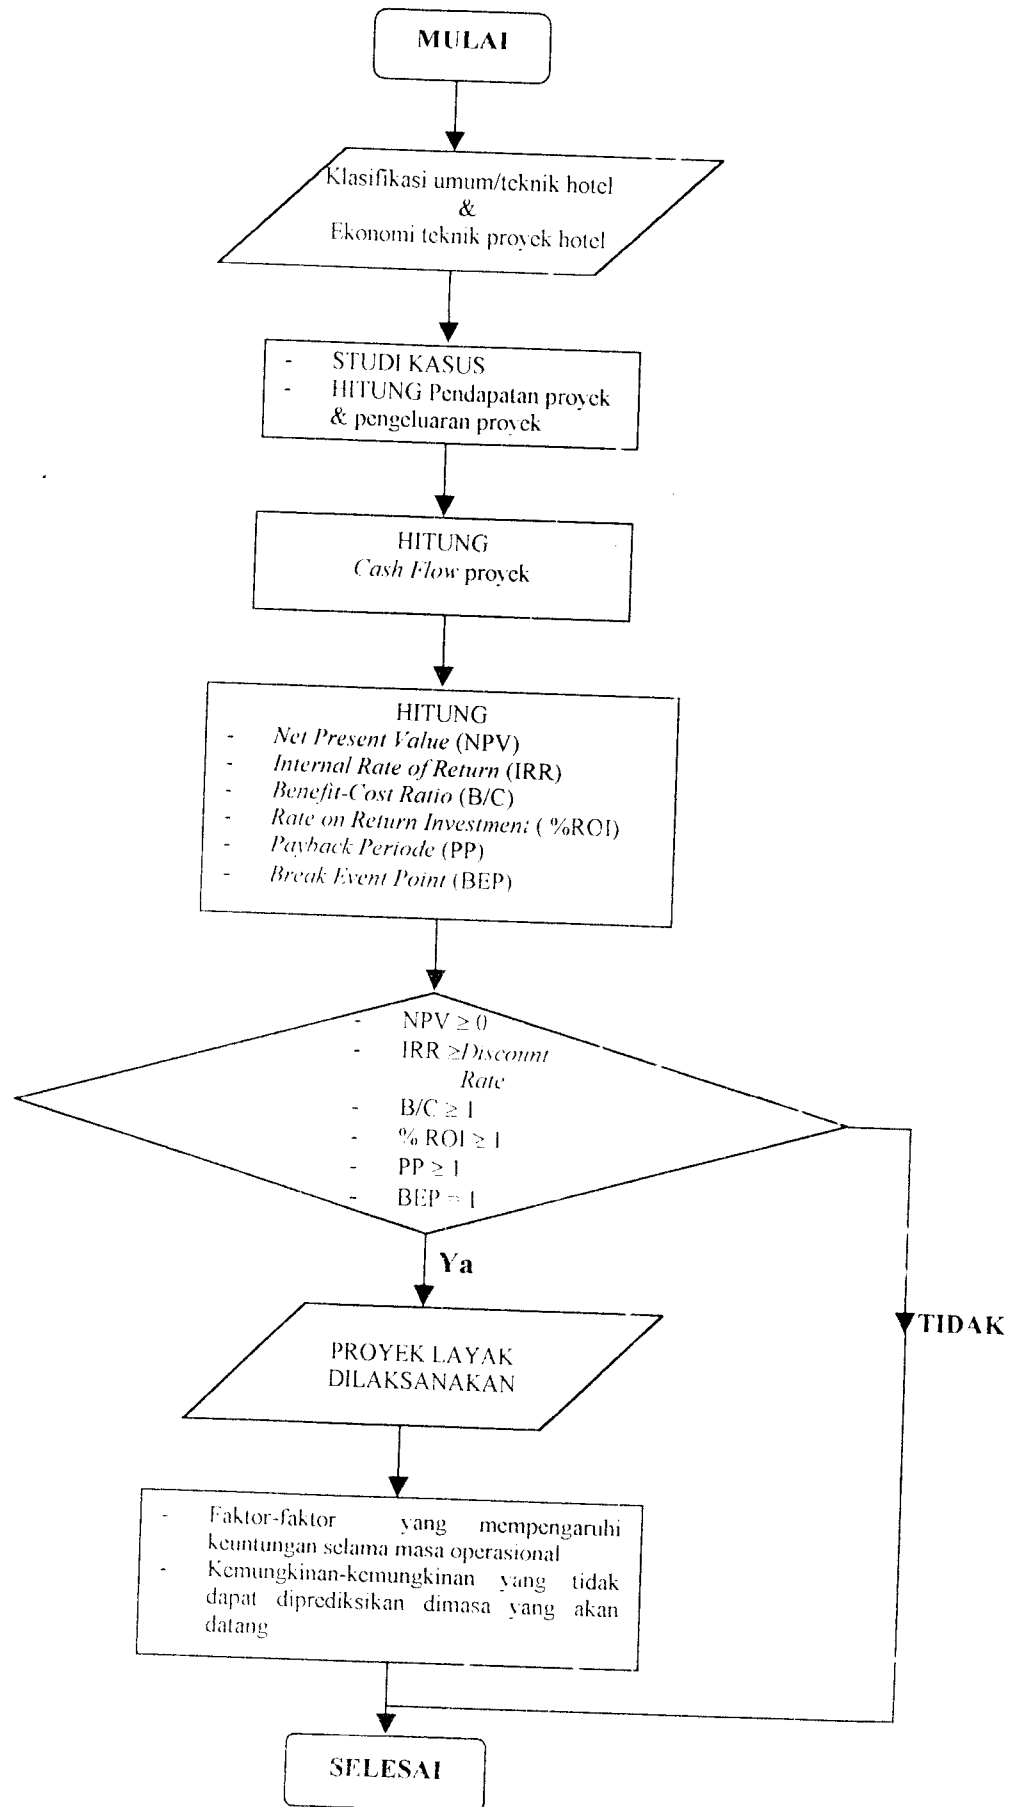 MULAI
Klasifikasi umum/teknik hotel
&
Ekonomi teknik proyek hotel
- STUDI KASUS
- HITUNG Pendapatan proyek
& pengeluaran proyek
HITUNG
Cash Flow proyek
HITUNG
- Net Present Value (NPV)
- Internal Rate of Return (IRR)
- Benefit-Cost Ratio (B/C)
- Rate on Return Investment ( %ROI)
- Payback Periode (PP)
- Break Event Point (BEP)
- NPV ≥ 0
- IRR ≥Discount
Rate
- B/C ≥ 1
- % ROI ≥ 1
- PP ≥ 1
- BEP = 1
Ya
TIDAK
PROYEK LAYAK
DILAKSANAKAN
- Faktor-faktor yang mempengaruhi
keuntungan selama masa operasional
- Kemungkinan-kemungkinan yang tidak
dapat diprediksikan dimasa yang akan
datang
SELESAI